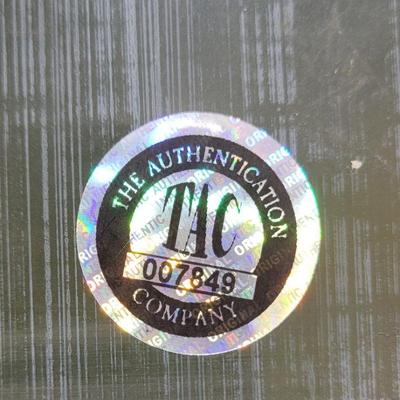 THE AUTHENTICATION
TAC
007849
COMPANY